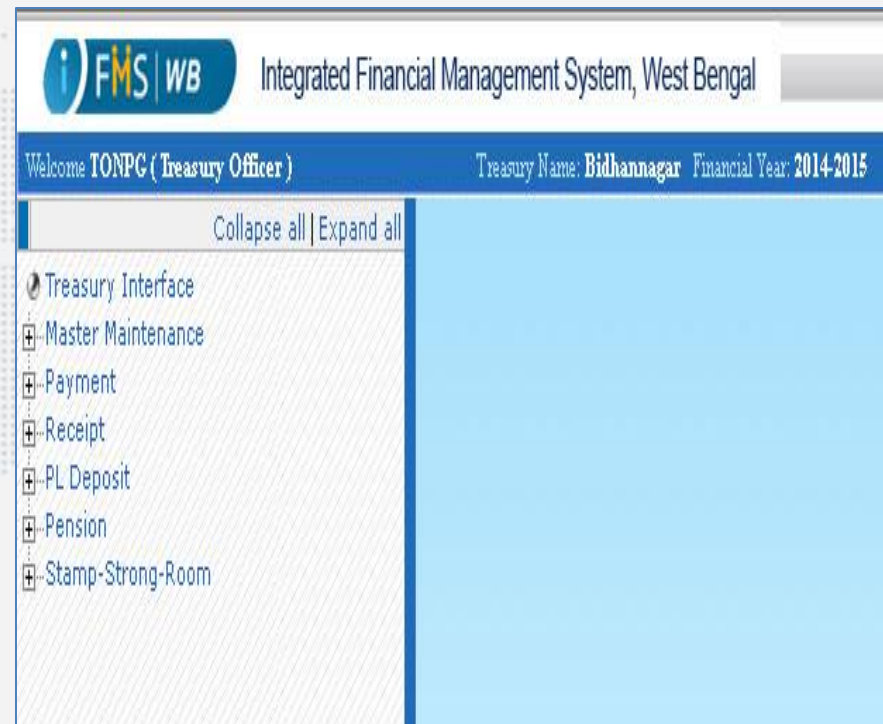 i FMS | WB Integrated Financial Management System, West Bengal
Welcome TONPG ( Treasury Officer ) Treasury Name: Bidhannagar Financial Year: 2014-2015
Collapse all | Expand all
Treasury Interface
Master Maintenance
Payment
Receipt
PL Deposit
Pension
Stamp-Strong-Room